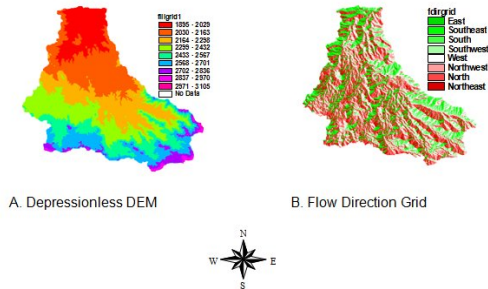 fillgrid1
1895 - 2029
2030 - 2163
2164 - 2298
2299 - 2432
2433 - 2567
2568 - 2701
2702 - 2836
2837 - 2970
2971 - 3105
No Data
fdirgrid
East
Southeast
South
Southwest
West
Northwest
North
Northeast
A. Depressionless DEM
B. Flow Direction Grid
N
W
E
S